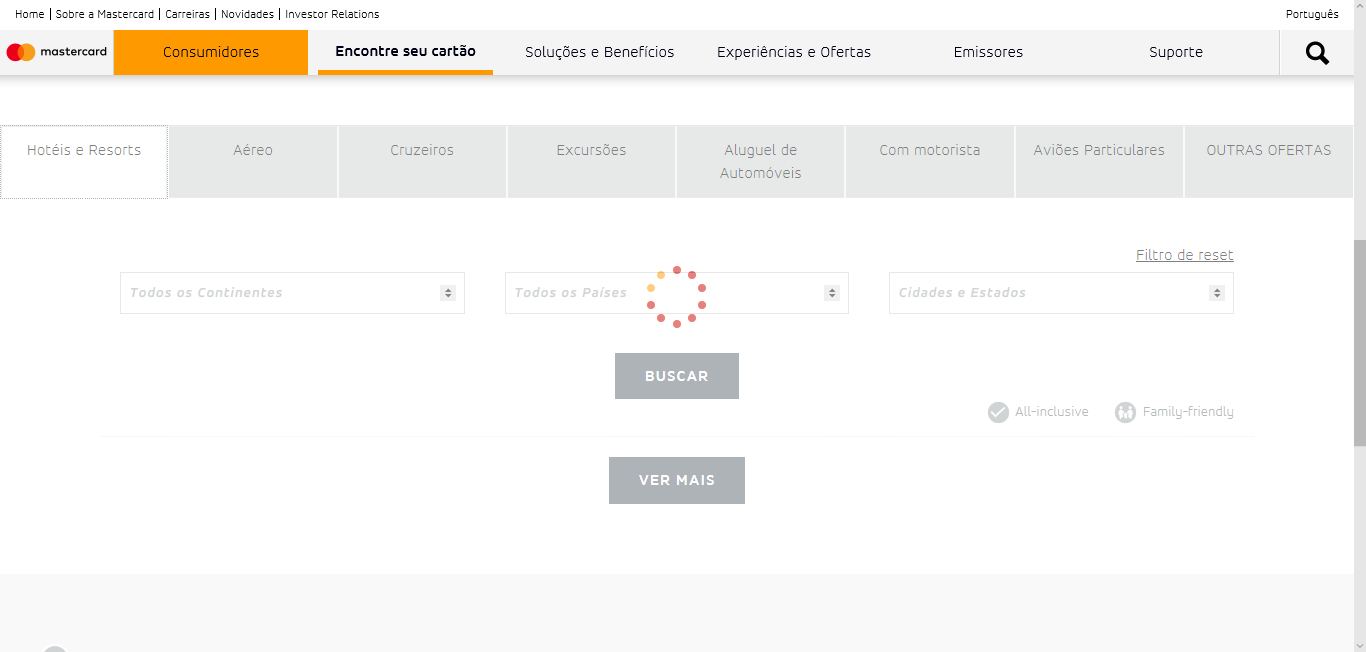 Home | Sobre a Mastercard | Carreiras | Novidades | Investor Relations
Português
mastercard
Consumidores
Encontre seu cartão
Soluções e Benefícios
Experiências e Ofertas
Emissores
Suporte
Hotéis e Resorts
Aéreo
Cruzeiros
Excursões
Aluguel de
Automóveis
Com motorista
Aviões Particulares
OUTRAS OFERTAS
Filtro de reset
Todos os Continentes
Todos os Países
Cidades e Estados
BUSCAR
All-inclusive
Family-friendly
VER MAIS